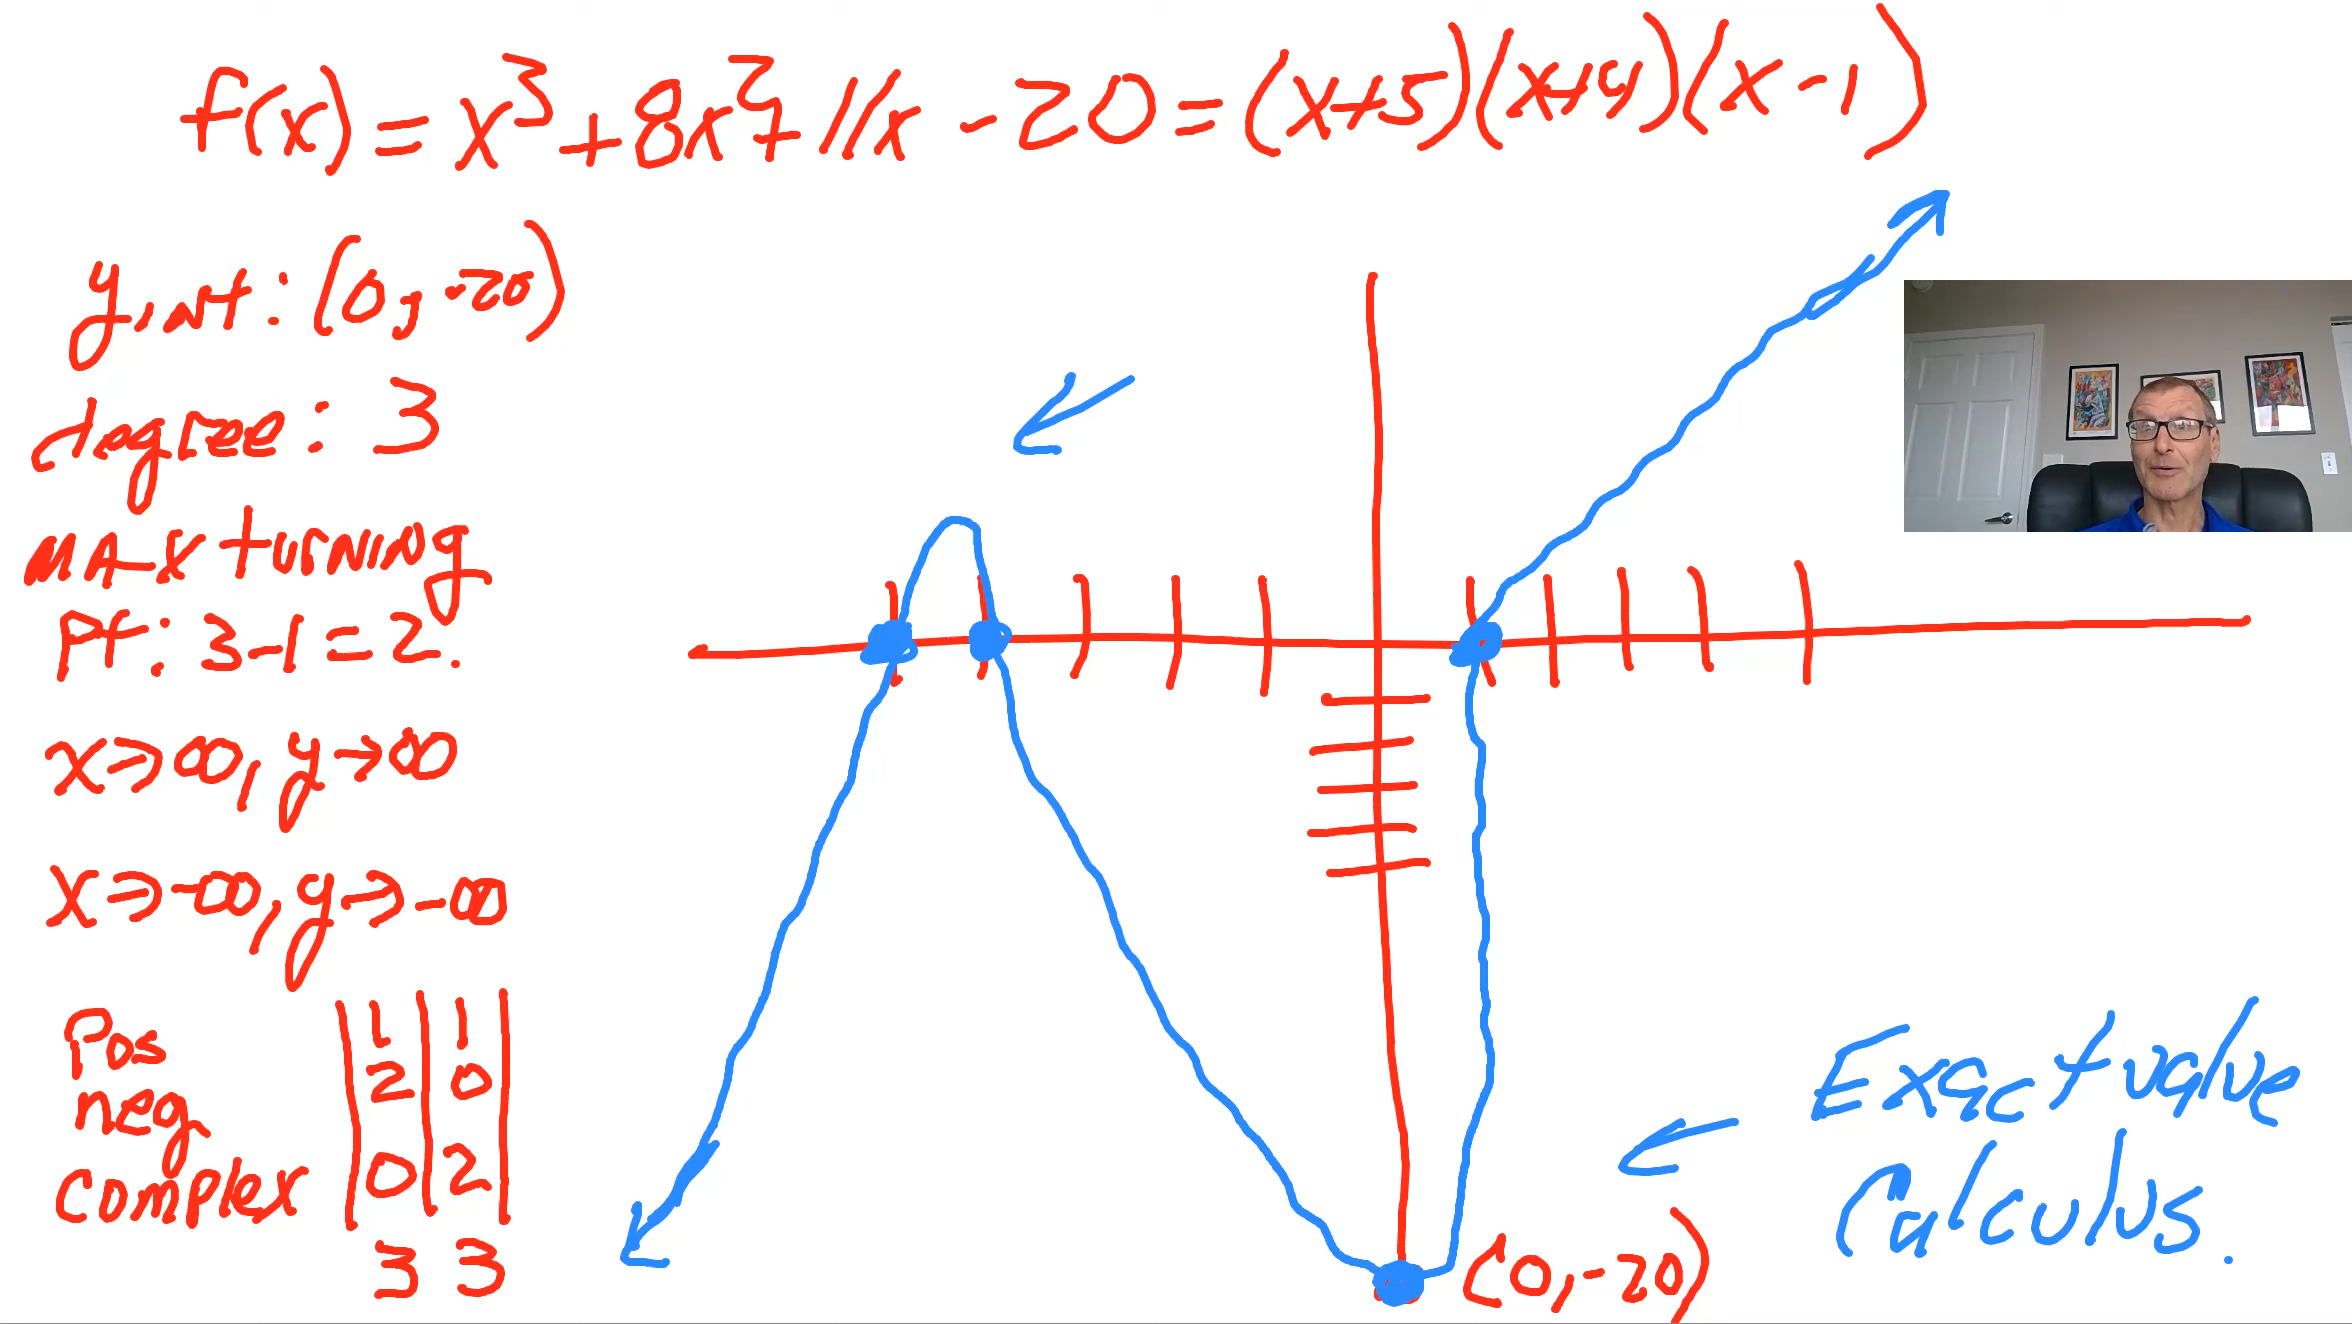 f(x) = x³ + 8x² + 11x - 20 = (x+5)(x+4)(x-1)
y int: (0, -20)
degree: 3
MAX turning
Pt: 3-1 = 2.
x → ∞, y → ∞
x → -∞, y → -∞
Pos | 1 | 1 |
neg | 2 | 0 |
complex | 0 | 2 |
3 3
(0, -20)
Exact value
Calculus.